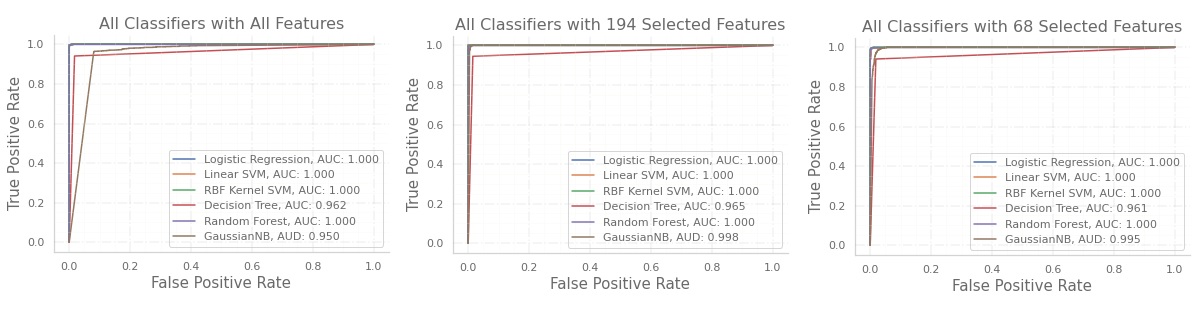 All Classifiers with All Features
True Positive Rate
1.0
0.8
0.6
0.4
0.2
0.0
Logistic Regression, AUC: 1.000
Linear SVM, AUC: 1.000
RBF Kernel SVM, AUC: 1.000
Decision Tree, AUC: 0.962
Random Forest, AUC: 1.000
GaussianNB, AUD: 0.950
0.0 0.2 0.4 0.6 0.8 1.0
False Positive Rate
All Classifiers with 194 Selected Features
True Positive Rate
1.0
0.8
0.6
0.4
0.2
0.0
Logistic Regression, AUC: 1.000
Linear SVM, AUC: 1.000
RBF Kernel SVM, AUC: 1.000
Decision Tree, AUC: 0.965
Random Forest, AUC: 1.000
GaussianNB, AUD: 0.998
0.0 0.2 0.4 0.6 0.8 1.0
False Positive Rate
All Classifiers with 68 Selected Features
True Positive Rate
1.0
0.8
0.6
0.4
0.2
0.0
Logistic Regression, AUC: 1.000
Linear SVM, AUC: 1.000
RBF Kernel SVM, AUC: 1.000
Decision Tree, AUC: 0.961
Random Forest, AUC: 1.000
GaussianNB, AUD: 0.995
0.0 0.2 0.4 0.6 0.8 1.0
False Positive Rate